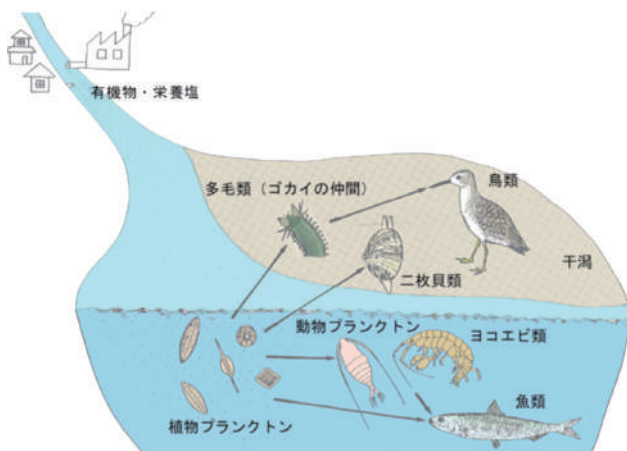 有機物・栄養塩
多毛類（ゴカイの仲間）
鳥類
二枚貝類
干潟
動物プランクトン
ヨコエビ類
魚類
植物プランクトン